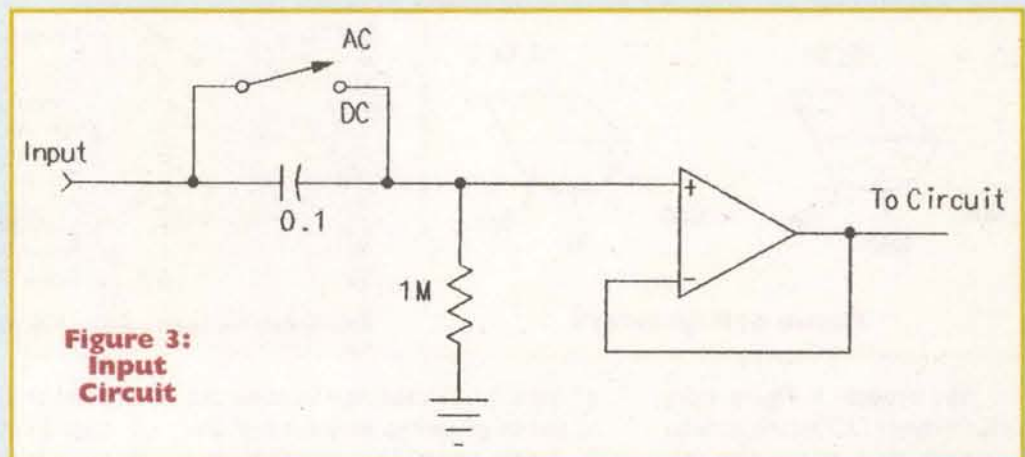 AC
DC
Input
0.1
+
To Circuit
-
1M
Figure 3:
Input
Circuit